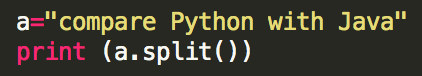 a="compare Python with Java"
print (a.split())